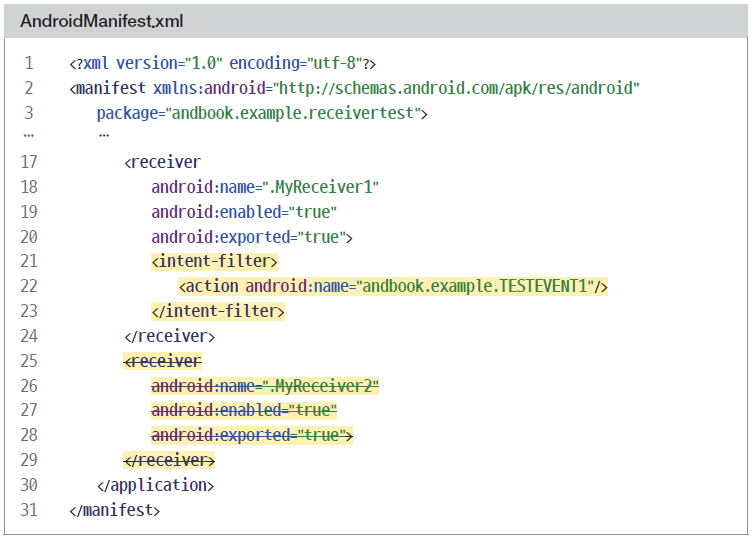 AndroidManifest.xml
1 <?xml version="1.0" encoding="utf-8"?>
2 <manifest xmlns:android="http://schemas.android.com/apk/res/android"
3 package="andbook.example.receivertest">
… …
17 <receiver
18 android:name=".MyReceiver1"
19 android:enabled="true"
20 android:exported="true">
21 <intent-filter>
22 <action android:name="andbook.example.TESTEVENT1"/>
23 </intent-filter>
24 </receiver>
25 <receiver
26 android:name=".MyReceiver2"
27 android:enabled="true"
28 android:exported="true">
29 </receiver>
30 </application>
31 </manifest>